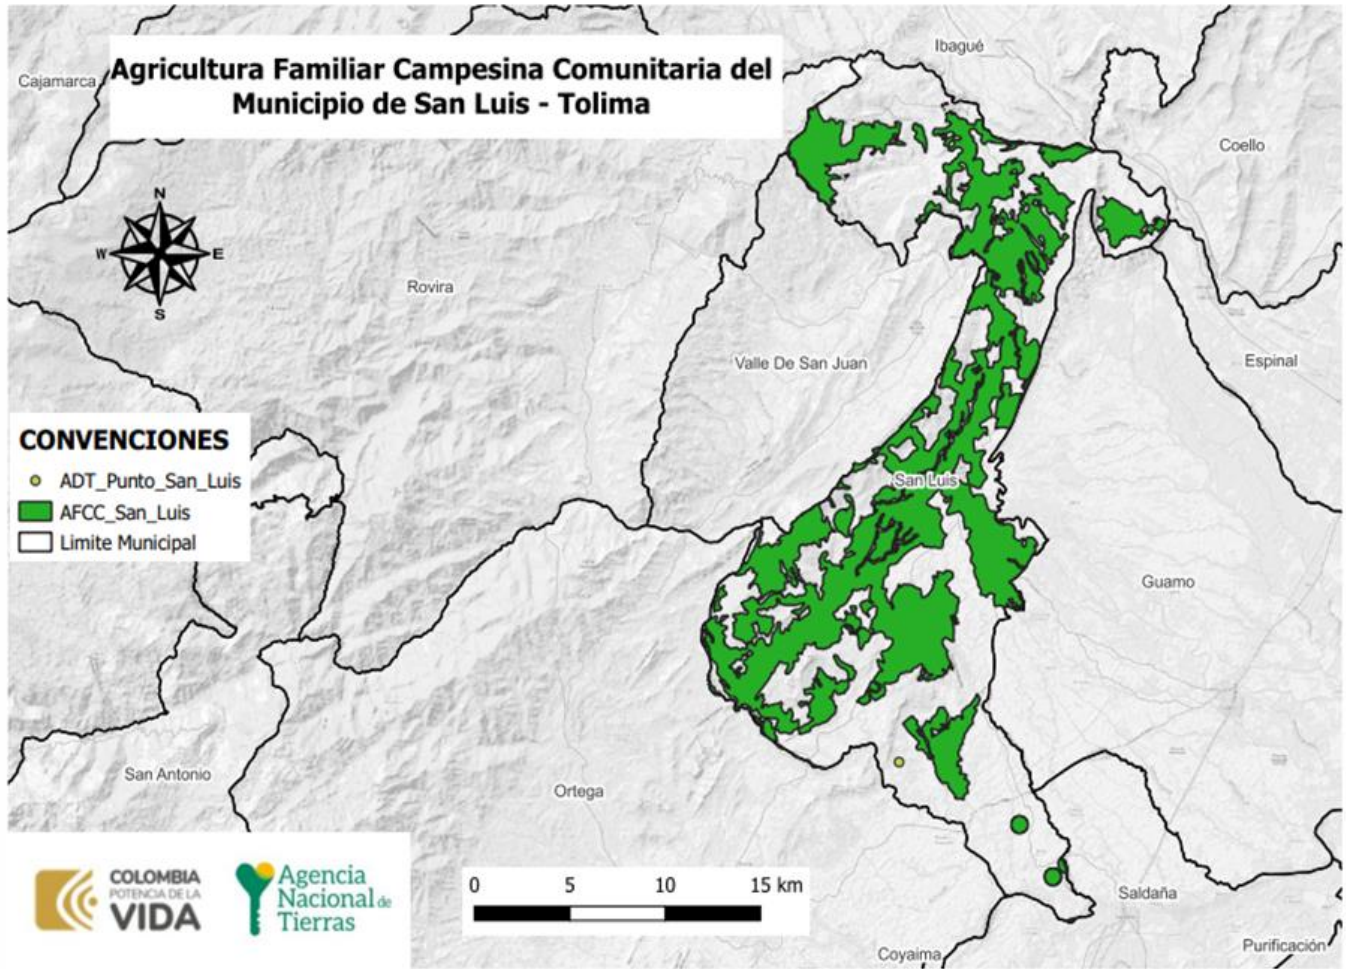 Agricultura Familiar Campesina Comunitaria del
Municipio de San Luis - Tolima
Ibagué
Cajamarca
Coello
N
W
E
S
Rovira
Valle De San Juan
Espinal
CONVENCIONES
ADT_Punto_San_Luis
AFCC_San_Luis
Limite Municipal
San Luis
Guamo
San Antonio
Ortega
Saldaña
Coyaima
Purificación
COLOMBIA
POTENCIA DE LA
VIDA
Agencia
Nacional de
Tierras
0 5 10 15 km